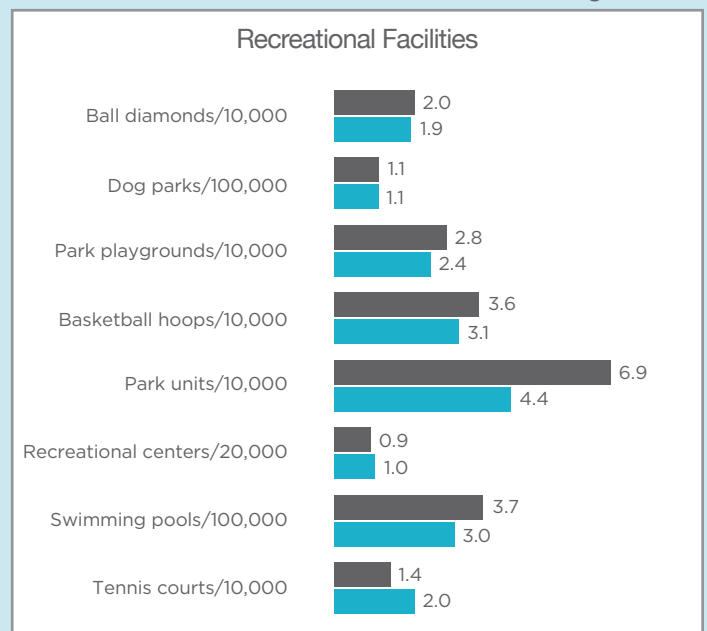 Recreational Facilities
Ball diamonds/10,000
2.0
1.9
Dog parks/100,000
1.1
1.1
Park playgrounds/10,000
2.8
2.4
Basketball hoops/10,000
3.6
3.1
Park units/10,000
6.9
4.4
Recreational centers/20,000
0.9
1.0
Swimming pools/100,000
3.7
3.0
Tennis courts/10,000
1.4
2.0